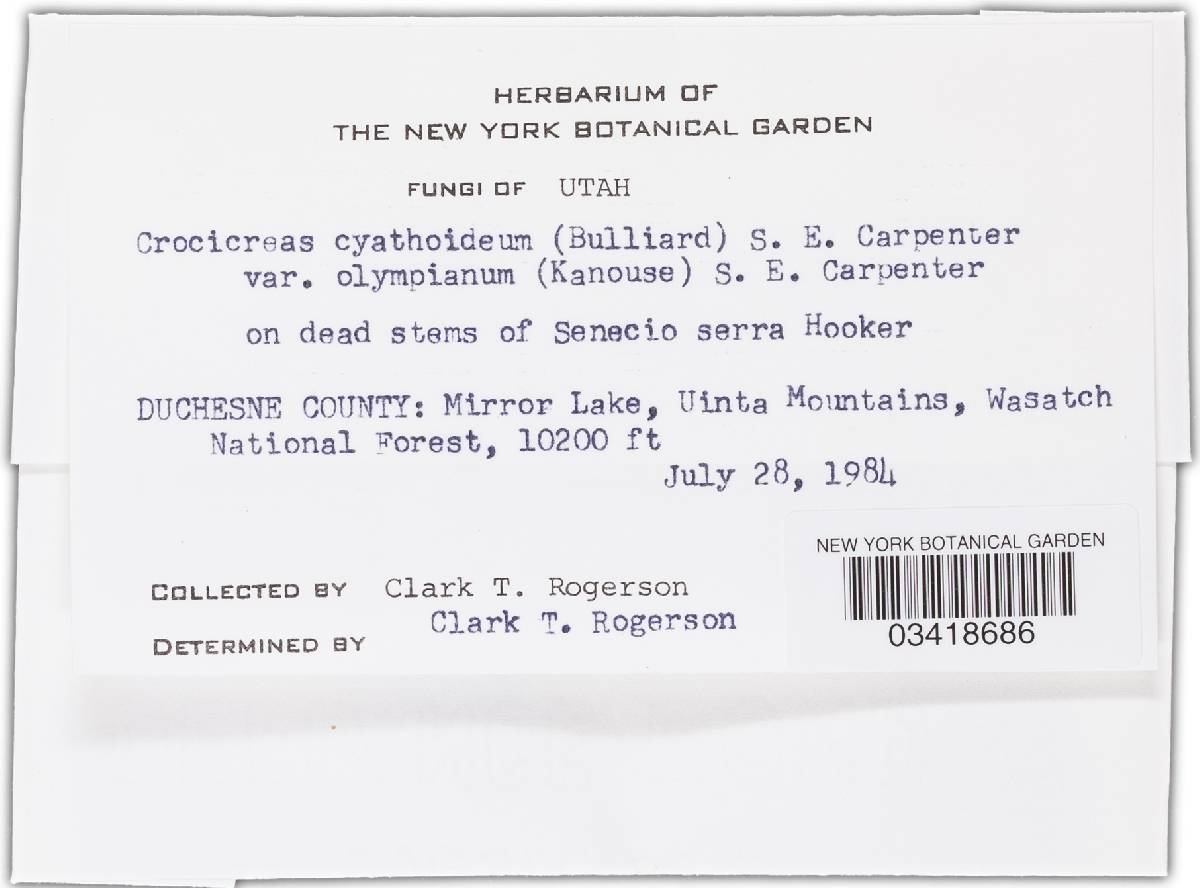 HERBARIUM OF
THE NEW YORK BOTANICAL GARDEN
FUNGI OF UTAH
Crocicreas cyathoideum (Bulliard) S. E. Carpenter
var. olympianum (Kanouse) S. E. Carpenter
on dead stems of Senecio serra Hooker
DUCHESNE COUNTY: Mirror Lake, Uinta Mountains, Wasatch
National Forest, 10200 ft
July 28, 1984
NEW YORK BOTANICAL GARDEN
03418686
COLLECTED BY Clark T. Rogerson
Clark T. Rogerson
DETERMINED BY